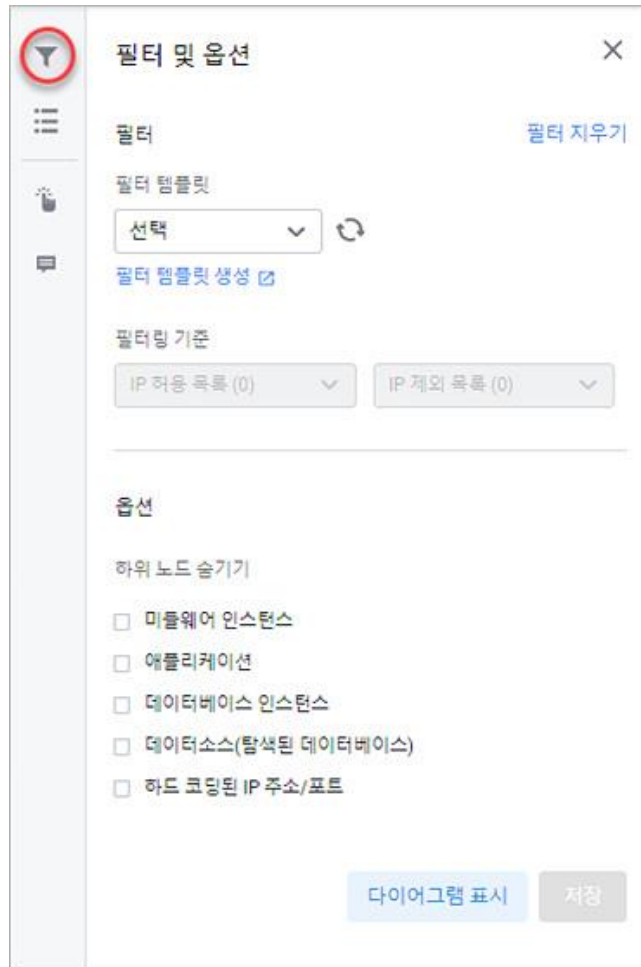 필터 및 옵션
필터 필터 지우기
필터 템플릿
선택
필터 템플릿 생성
필터링 기준
IP 허용 목록 (0) IP 제외 목록 (0)
옵션
하위 노드 숨기기
미들웨어 인스턴스
애플리케이션
데이터베이스 인스턴스
데이터소스(탐색된 데이터베이스)
하드 코딩된 IP 주소/포트
다이어그램 표시 저장